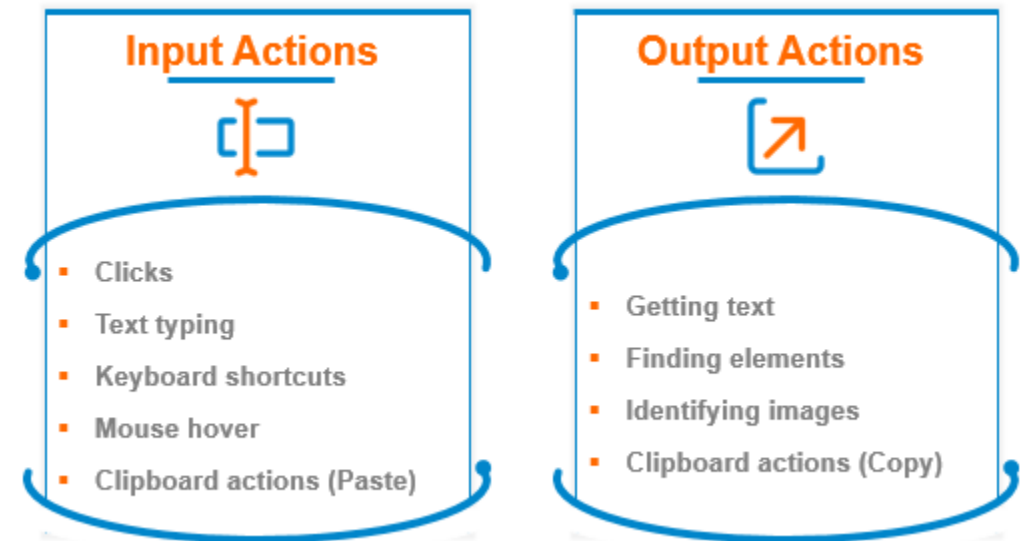 Input Actions
▪ Clicks
▪ Text typing
▪ Keyboard shortcuts
▪ Mouse hover
▪ Clipboard actions (Paste)
Output Actions
▪ Getting text
▪ Finding elements
▪ Identifying images
▪ Clipboard actions (Copy)